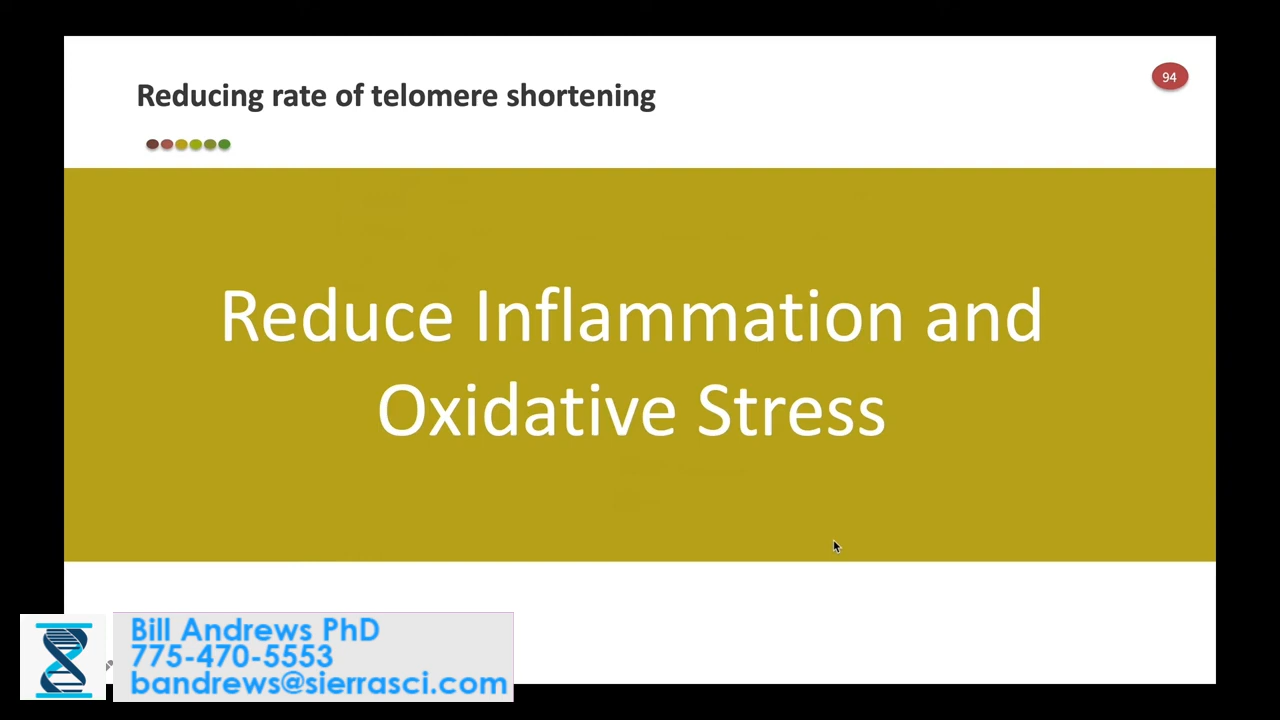 Reducing rate of telomere shortening
94
Reduce Inflammation and
Oxidative Stress
Bill Andrews PhD
775-470-5553
bandrews@sierrasci.com